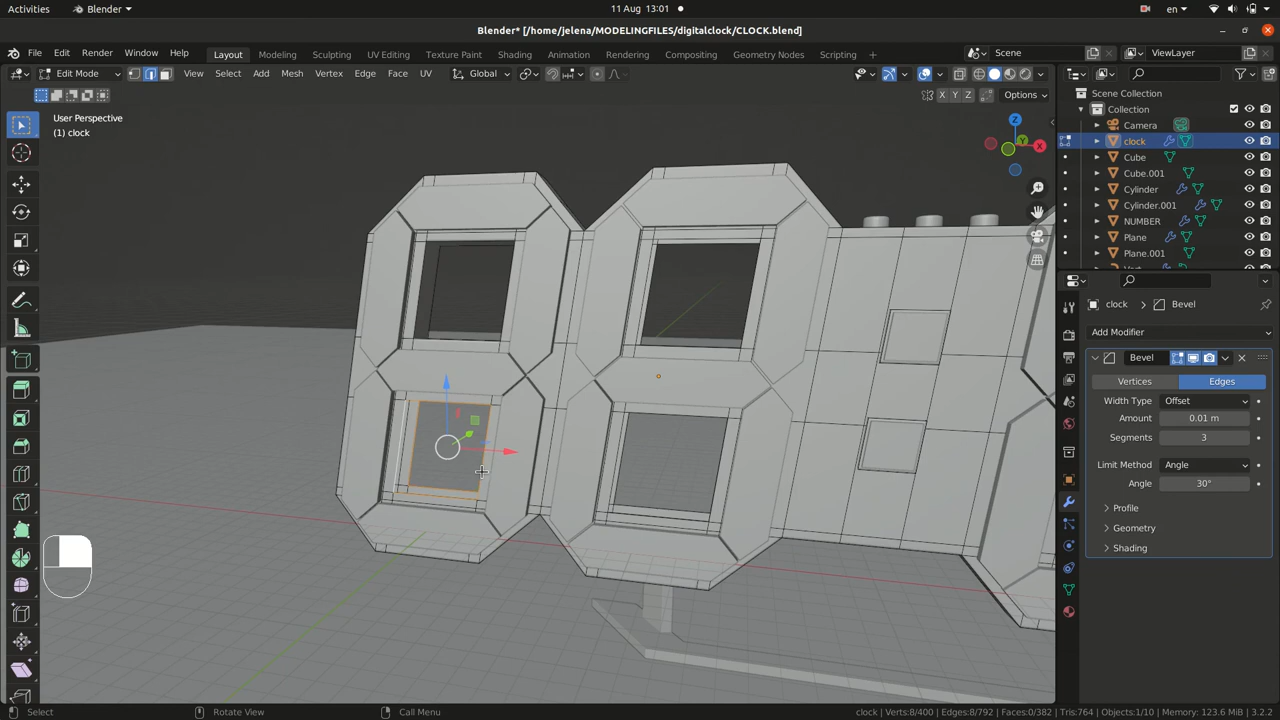 Activities
Blender
11 Aug 13:01
en
Blender* [/home/jelena/MODELINGFILES/digitalclock/CLOCK.blend]
File Edit Render Window Help
Layout Modeling Sculpting UV Editing Texture Paint Shading Animation Rendering Compositing Geometry Nodes Scripting +
Scene
ViewLayer
Edit Mode
View Select Add Mesh Vertex Edge Face UV
Global
X Y Z
Options
User Perspective
(1) clock
Z
Y
X
Scene Collection
Collection
Camera
clock
Cube
Cube.001
Cylinder
Cylinder.001
NUMBER
Plane
Plane.001
clock > Bevel
Add Modifier
Bevel
Vertices Edges
Width Type Offset
Amount 0.01 m
Segments 3
Limit Method Angle
Angle 30°
Profile
Geometry
Shading
Select
Rotate View
Call Menu
clock | Verts:8/400 | Edges:8/792 | Faces:0/382 | Tris:764 | Objects:1/10 | Memory: 123.6 MiB | 3.2.2